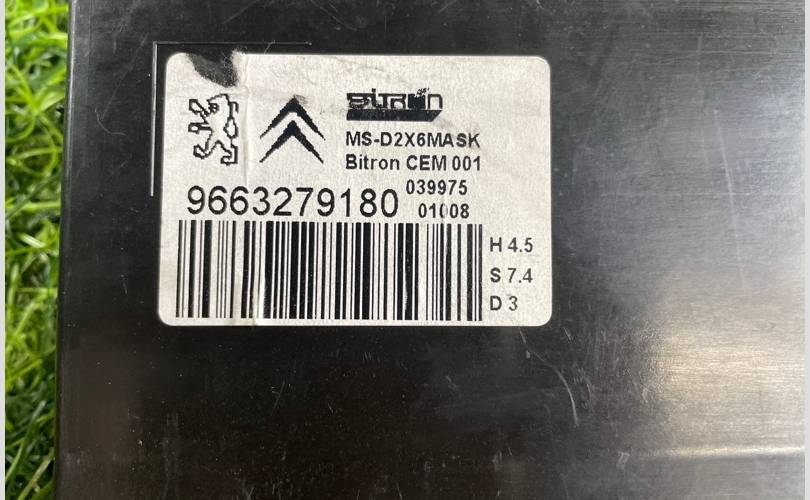 BiTRON
MS-D2X6MASK
Bitron CEM 001
039975
9663279180
01008
H 4.5
S 7.4
D 3